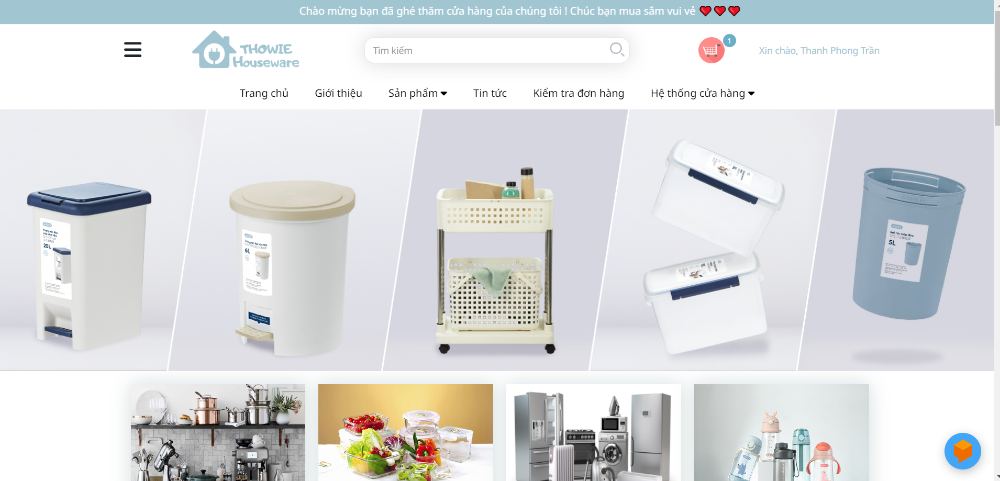 Chào mừng bạn đã ghé thăm cửa hàng của chúng tôi ! Chúc bạn mua sắm vui vẻ
THOWIE
Houseware
Tìm kiếm
1
Xin chào, Thanh Phong Trần
Trang chủ Giới thiệu Sản phẩm Tin tức Kiểm tra đơn hàng Hệ thống cửa hàng
20L
6L
5L